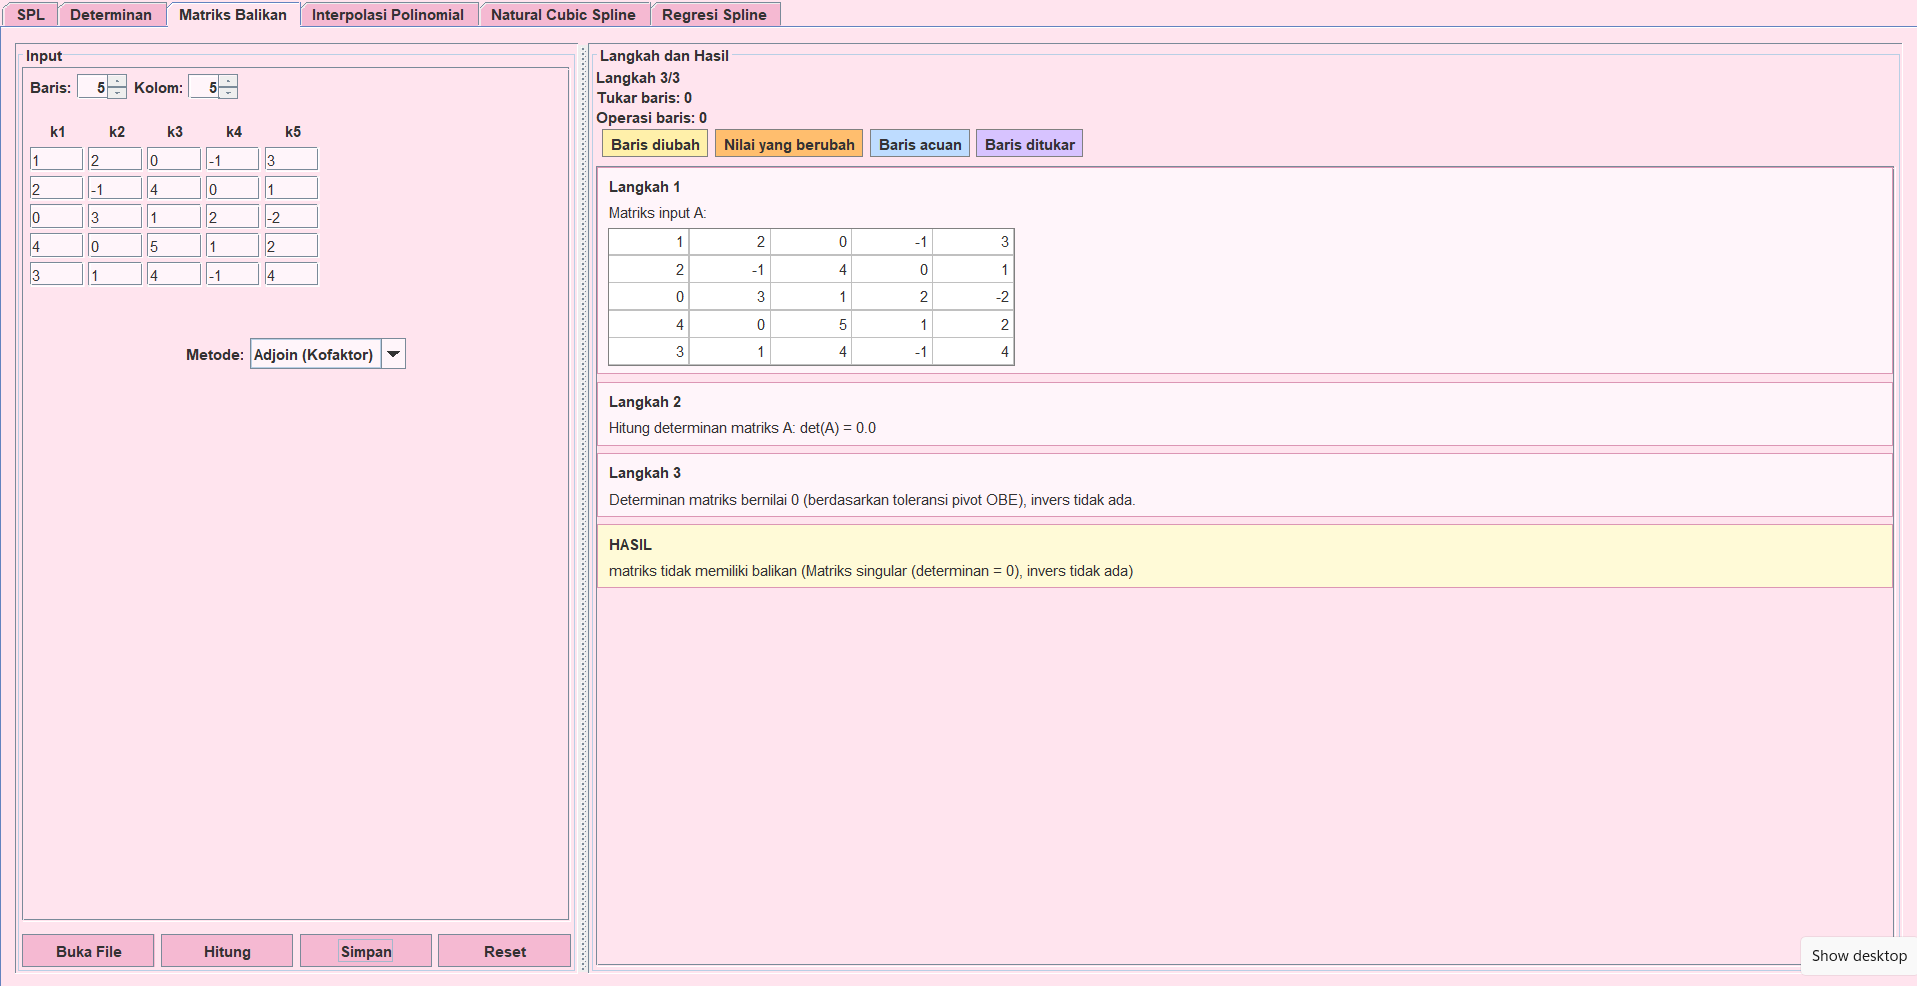 SPL Determinan Matriks Balikan Interpolasi Polinomial Natural Cubic Spline Regresi Spline
Input
Baris: 5 Kolom: 5
k1 k2 k3 k4 k5
1 2 0 -1 3
2 -1 4 0 1
0 3 1 2 -2
4 0 5 1 2
3 1 4 -1 4
Metode: Adjoin (Kofaktor)
Buka File Hitung Simpan Reset
Langkah dan Hasil
Langkah 3/3
Tukar baris: 0
Operasi baris: 0
Baris diubah Nilai yang berubah Baris acuan Baris ditukar
Langkah 1
Matriks input A:
1 2 0 -1 3
2 -1 4 0 1
0 3 1 2 -2
4 0 5 1 2
3 1 4 -1 4
Langkah 2
Hitung determinan matriks A: det(A) = 0.0
Langkah 3
Determinan matriks bernilai 0 (berdasarkan toleransi pivot OBE), invers tidak ada.
HASIL
matriks tidak memiliki balikan (Matriks singular (determinan = 0), invers tidak ada)
Show desktop